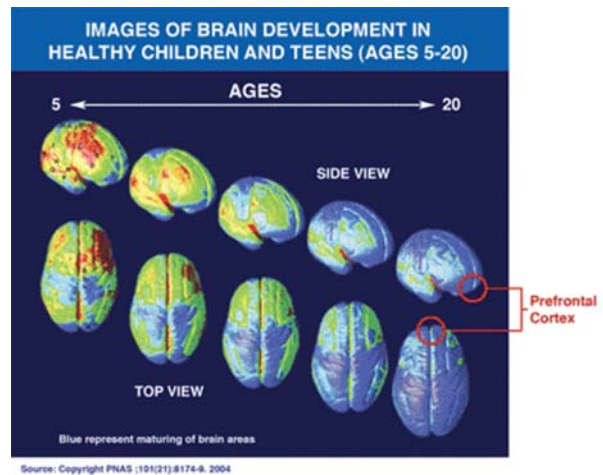 IMAGES OF BRAIN DEVELOPMENT IN
HEALTHY CHILDREN AND TEENS (AGES 5-20)
AGES
5
20
SIDE VIEW
Prefrontal
Cortex
TOP VIEW
Blue represent maturing of brain areas
Source: Copyright PNAS ;101(21):8174-9. 2004